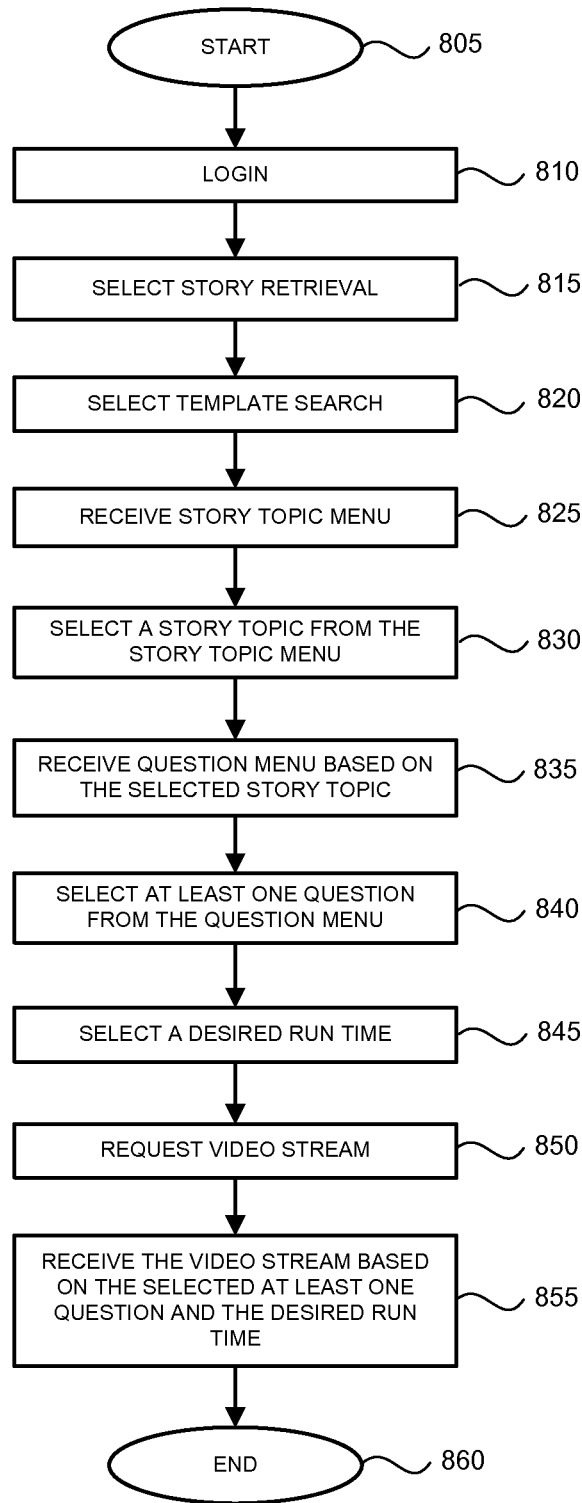 START
805
LOGIN
810
SELECT STORY RETRIEVAL
815
SELECT TEMPLATE SEARCH
820
RECEIVE STORY TOPIC MENU
825
SELECT A STORY TOPIC FROM THE
STORY TOPIC MENU
830
RECEIVE QUESTION MENU BASED ON
THE SELECTED STORY TOPIC
835
SELECT AT LEAST ONE QUESTION
FROM THE QUESTION MENU
840
SELECT A DESIRED RUN TIME
845
REQUEST VIDEO STREAM
850
RECEIVE THE VIDEO STREAM BASED
ON THE SELECTED AT LEAST ONE
QUESTION AND THE DESIRED RUN
TIME
855
END
860